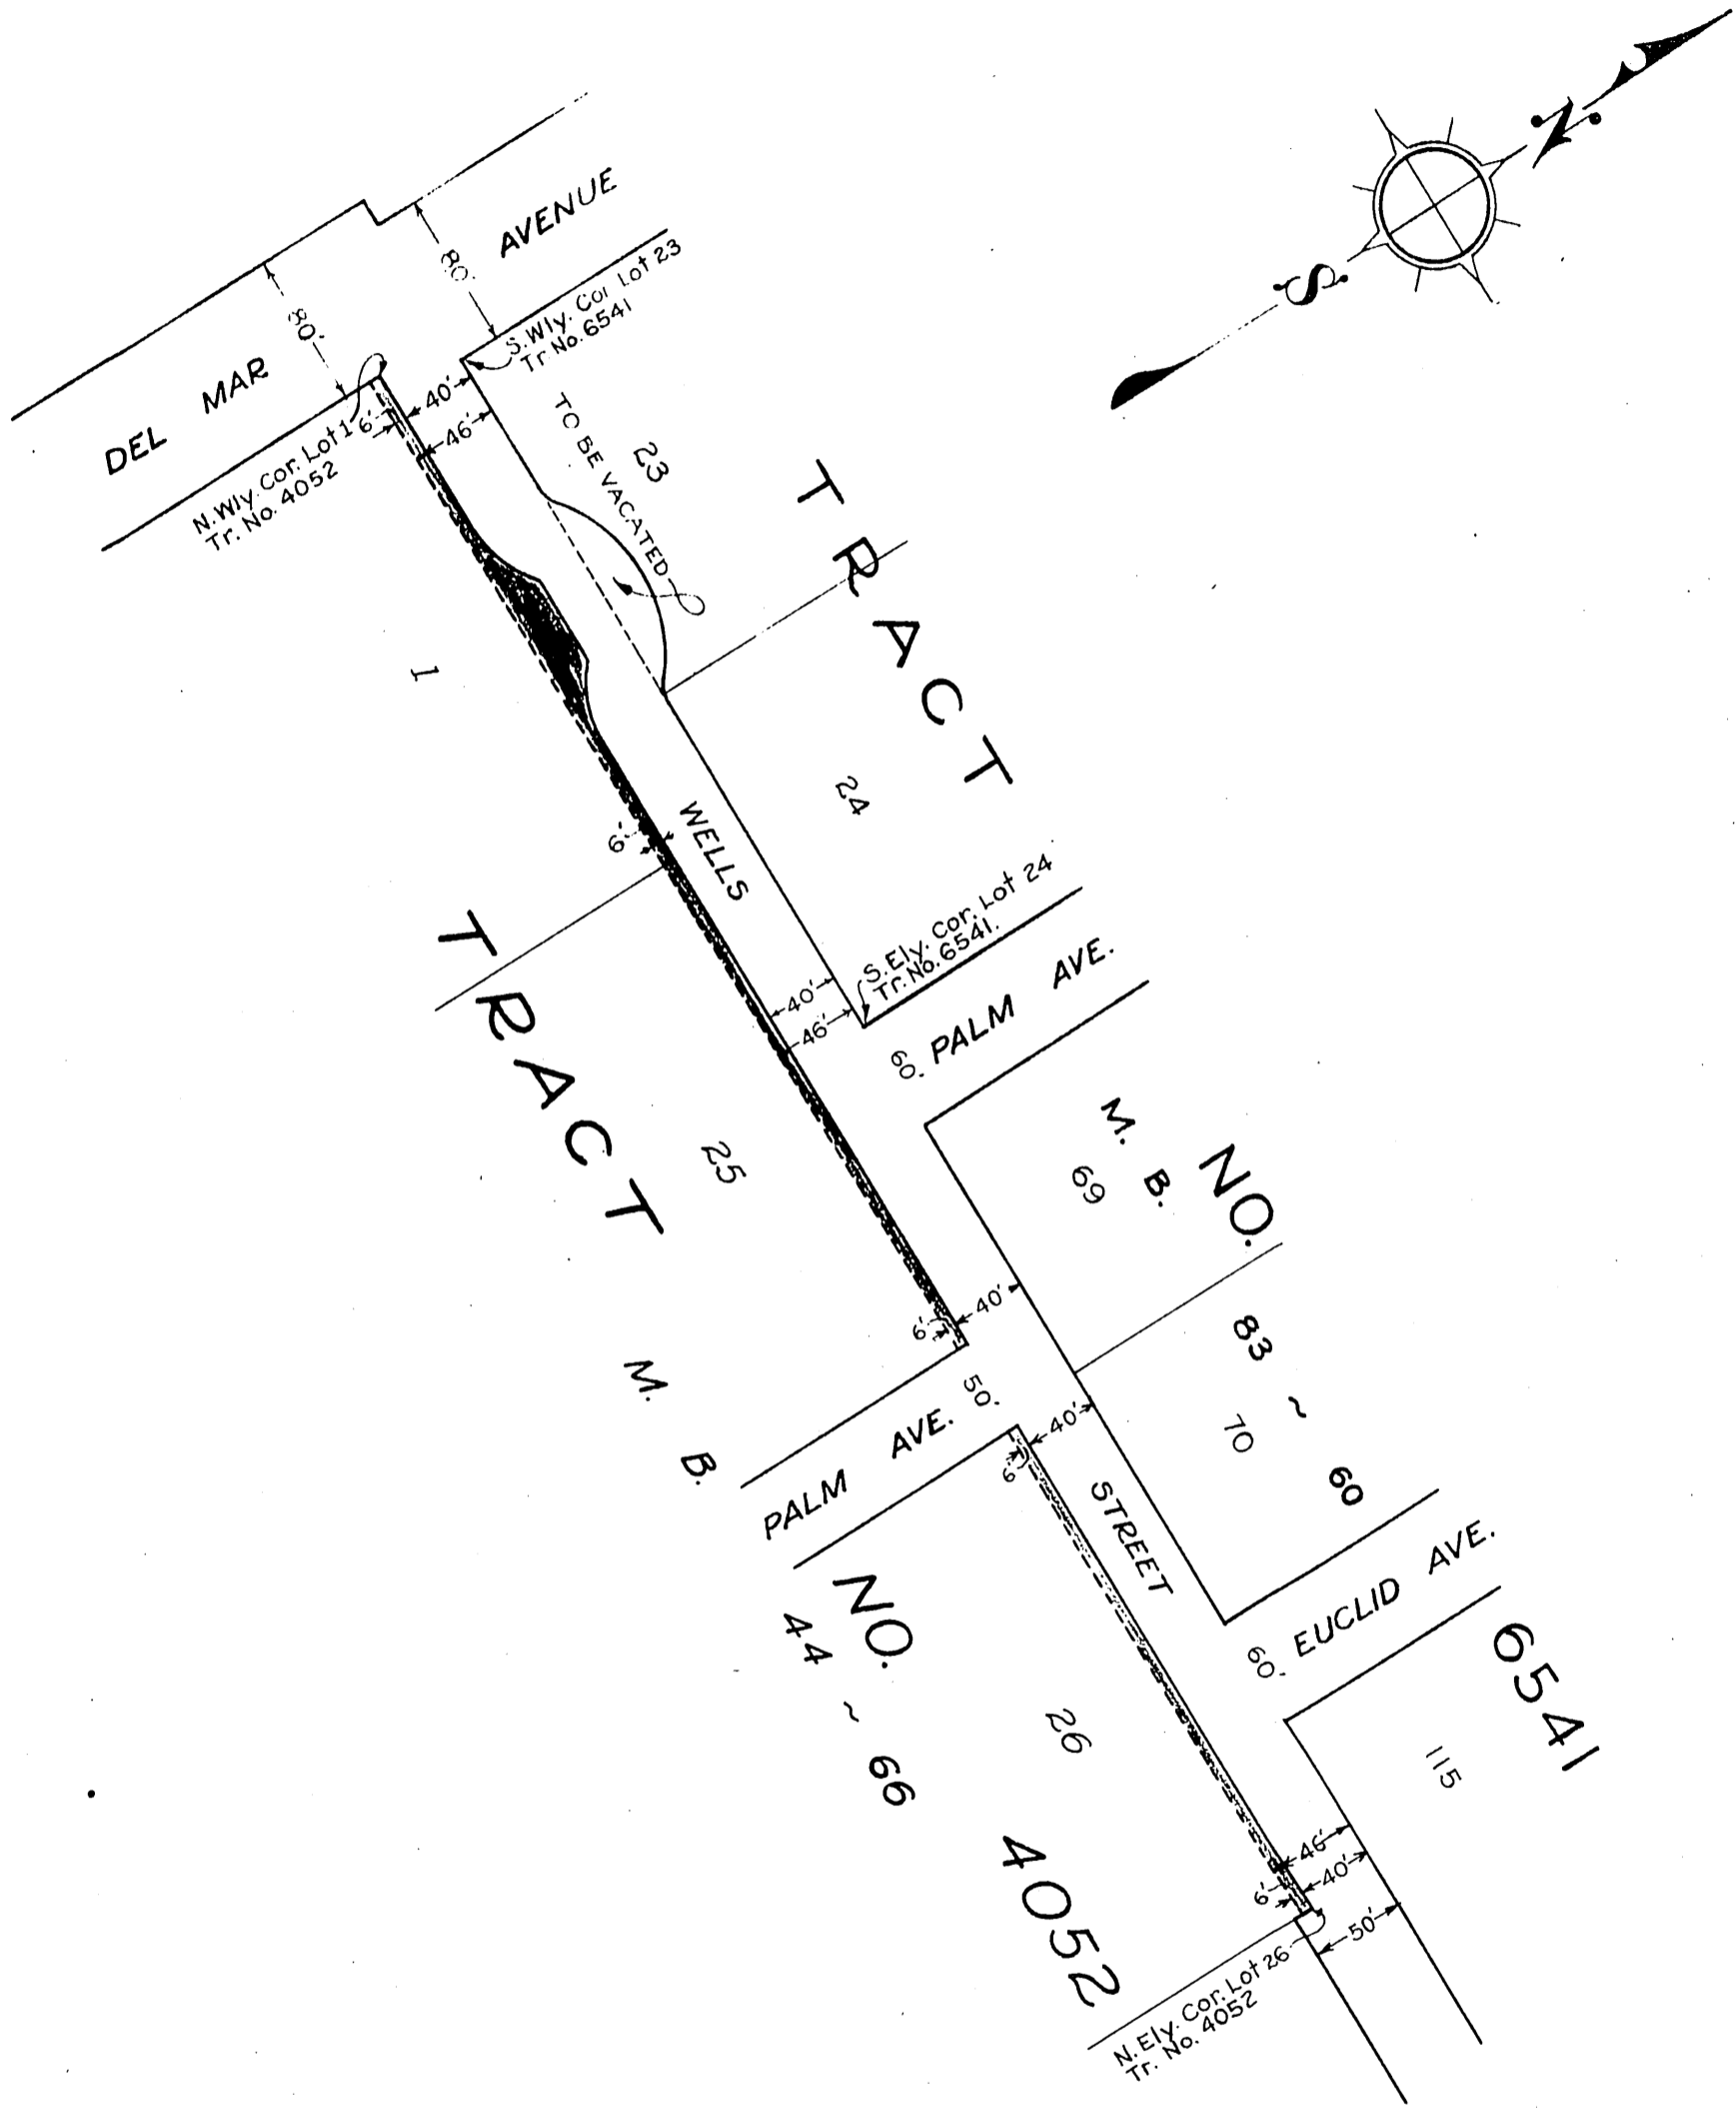 N.
S
DEL MAR AVENUE
80.
80.
S.Wly. Cor Lot 23
Tr. No. 6541
N.Wly. Cor. Lot 1
Tr. No. 4052
6'
40'
46'
TO BE VACATED
23
1
TRACT
24
WELLS
6'
S. Ely. Cor. Lot 24
Tr. No. 6541.
40'
46'
60. PALM AVE.
TRACT
25
M. B.
69
NO.
6'
40'
83 ~ 60
70
M. B.
50.
PALM AVE.
40'
6'
STREET
60. EUCLID AVE.
6541
115
NO.
44 ~ 66
26
4052
46'
40'
6'
50'
N. Ely. Cor. Lot 26
Tr. No. 4052